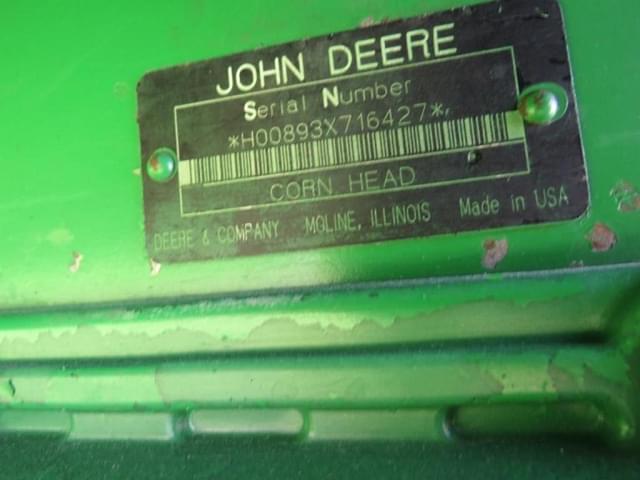 JOHN DEERE
Serial Number
*H00893X716427*
CORN HEAD
DEERE & COMPANY MOLINE, ILLINOIS Made in USA